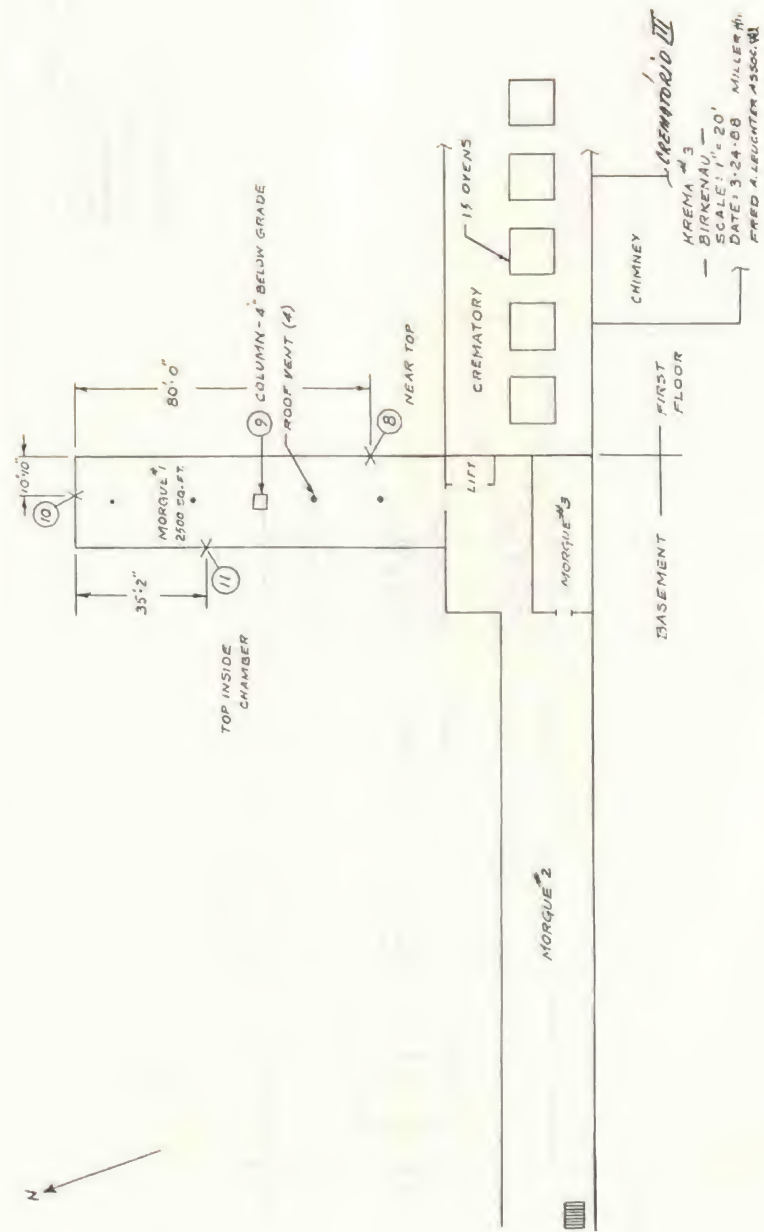 N
10'10"
10
80'-0"
MORGUE #1
2500 SQ.FT.
35'-2"
11
9 COLUMN - 4" BELOW GRADE
ROOF VENT (4)
8 NEAR TOP
TOP INSIDE
CHAMBER
LIFT
CREMATORY
15 OVENS
MORGUE #3
MORGUE #2
BASEMENT
FIRST
FLOOR
CHIMNEY
CREMATÓRIO III
KREMA #3
— BIRKENAU —
SCALE: 1" = 20'
DATE: 3-24-88 MILLER
FRED A. LEUCHTER ASSOC.